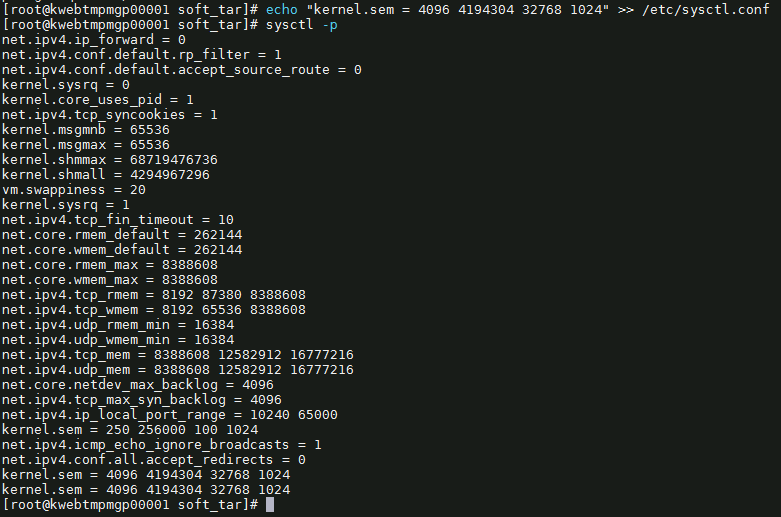 [root@kwebtmpmgp00001 soft_tar]# echo "kernel.sem = 4096 4194304 32768 1024" >> /etc/sysctl.conf
[root@kwebtmpmgp00001 soft_tar]# sysctl -p
net.ipv4.ip_forward = 0
net.ipv4.conf.default.rp_filter = 1
net.ipv4.conf.default.accept_source_route = 0
kernel.sysrq = 0
kernel.core_uses_pid = 1
net.ipv4.tcp_syncookies = 1
kernel.msgmnb = 65536
kernel.msgmax = 65536
kernel.shmmax = 68719476736
kernel.shmall = 4294967296
vm.swappiness = 20
kernel.sysrq = 1
net.ipv4.tcp_fin_timeout = 10
net.core.rmem_default = 262144
net.core.wmem_default = 262144
net.core.rmem_max = 8388608
net.core.wmem_max = 8388608
net.ipv4.tcp_rmem = 8192 87380 8388608
net.ipv4.tcp_wmem = 8192 65536 8388608
net.ipv4.udp_rmem_min = 16384
net.ipv4.udp_wmem_min = 16384
net.ipv4.tcp_mem = 8388608 12582912 16777216
net.ipv4.udp_mem = 8388608 12582912 16777216
net.core.netdev_max_backlog = 4096
net.ipv4.tcp_max_syn_backlog = 4096
net.ipv4.ip_local_port_range = 10240 65000
kernel.sem = 250 256000 100 1024
net.ipv4.icmp_echo_ignore_broadcasts = 1
net.ipv4.conf.all.accept_redirects = 0
kernel.sem = 4096 4194304 32768 1024
kernel.sem = 4096 4194304 32768 1024
[root@kwebtmpmgp00001 soft_tar]#